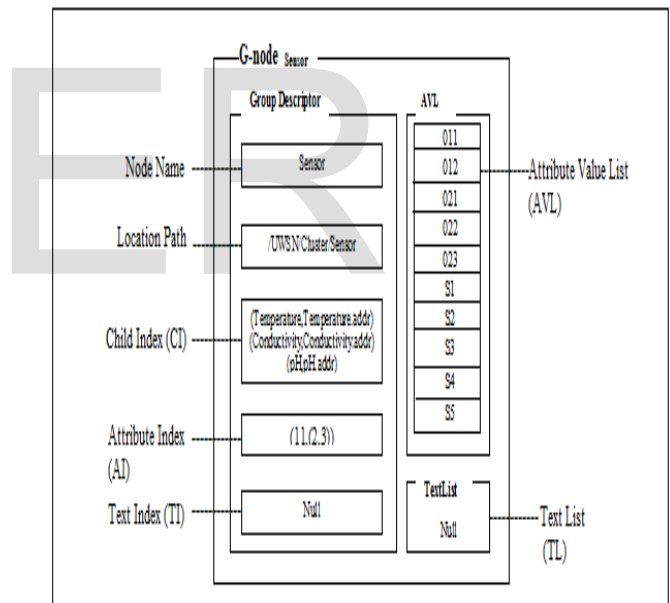 ER
G-node Sensor
Group Descriptor
AVL
Node Name
Sensor
Location Path
/UWSN/Cluster/Sensor
Child Index (CI)
(Temperature,Temperature.addr)
(Conductivity,Conductivity.addr)
(pH,pH.addr)
Attribute Index
(AI)
(11.(2.3))
Text Index (TI)
Null
011
012
021
022
023
S1
S2
S3
S4
S5
Attribute Value List
(AVL)
TextList
Null
Text List
(TL)